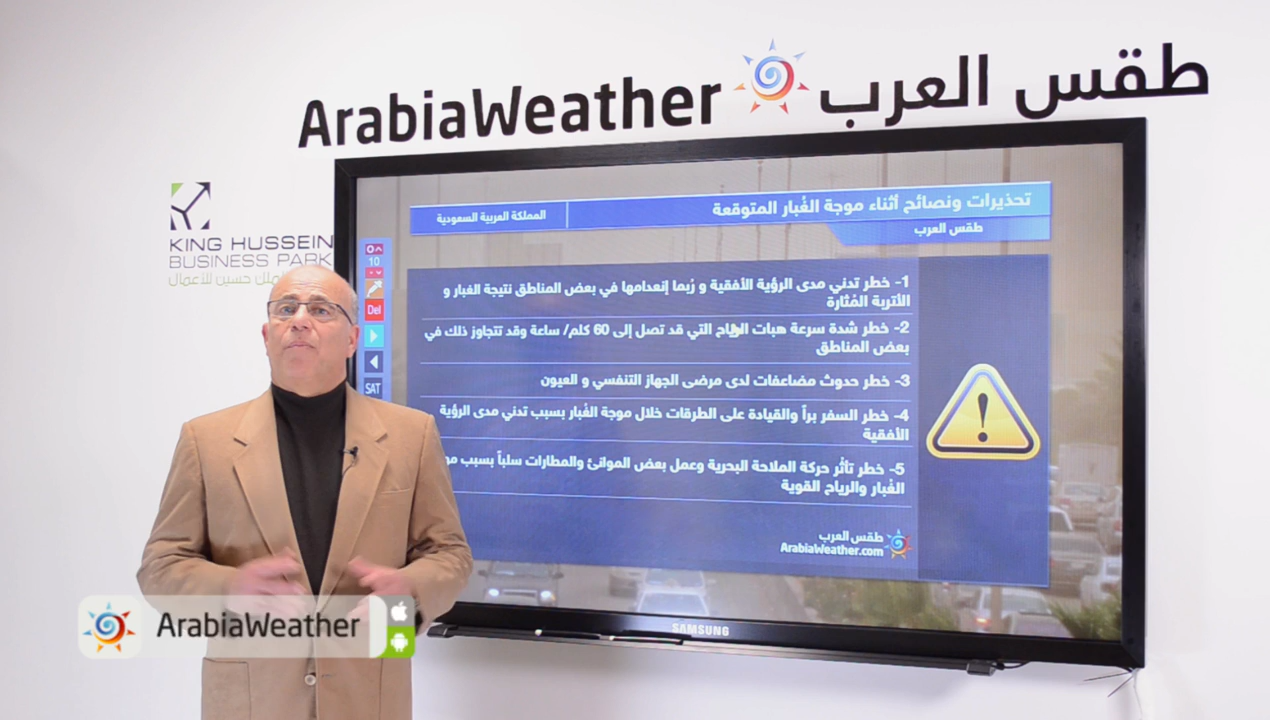 ArabiaWeather طقس العرب
KING HUSSEIN
BUSINESS PARK
تحذيرات ونصائح أثناء موجة الغُبار المتوقعة
المملكة العربية السعودية
طقس العرب
10
Del
SAT
1- خطر تدني مدى الرؤية الأفقية و رُبما إنعدامها في بعض المناطق نتيجة الغبار و
الأتربة المُثارة
2- خطر شدة سرعة هبات الرياح التي قد تصل إلى 60 كلم/ ساعة وقد تتجاوز ذلك في
بعض المناطق
3- خطر حدوث مضاعفات لدى مرضى الجهاز التنفسي و العيون
4- خطر السفر براً والقيادة على الطرقات خلال موجة الغُبار بسبب تدني مدى الرؤية
الأفقية
5- خطر تأثُر حركة الملاحة البحرية وعمل بعض الموانئ والمطارات سلباً بسبب
الغُبار والرياح القوية
طقس العرب
ArabiaWeather.com
SAMSUNG
ArabiaWeather